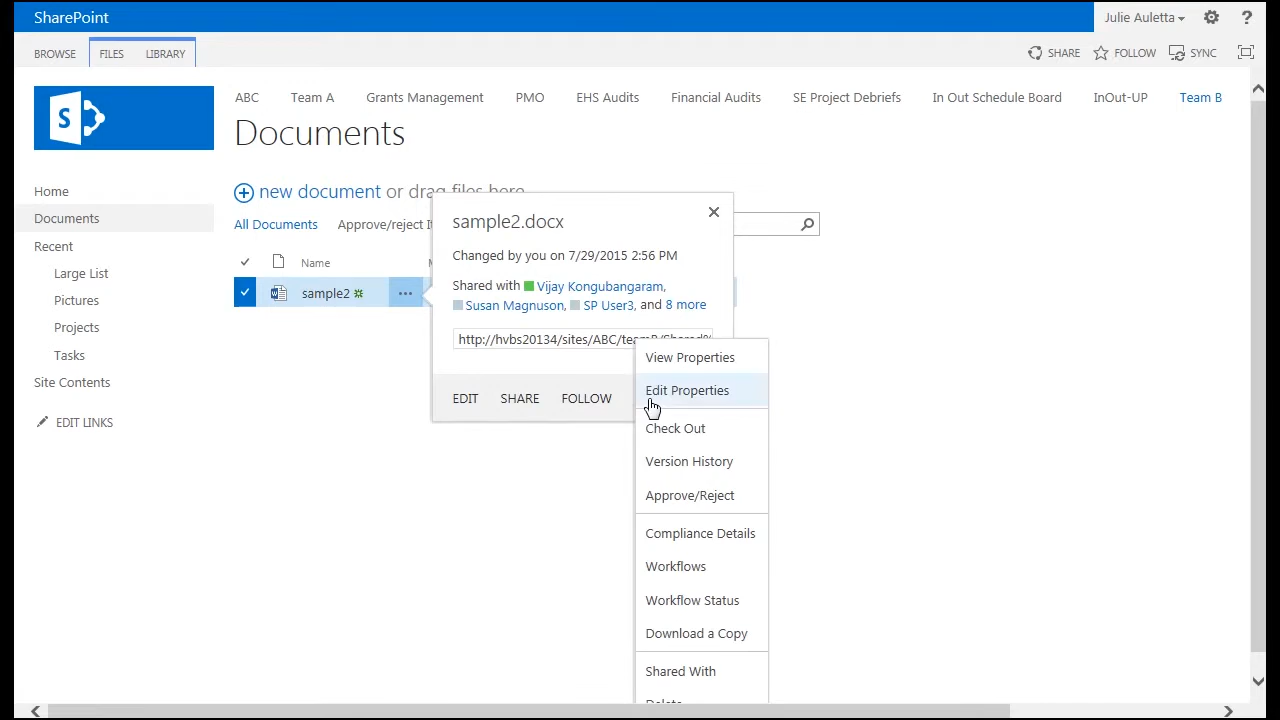 SharePoint
Julie Auletta
?
BROWSE
FILES
LIBRARY
SHARE
FOLLOW
SYNC
S
ABC
Team A
Grants Management
PMO
EHS Audits
Financial Audits
SE Project Debriefs
In Out Schedule Board
InOut-UP
Team B
Documents
Home
Documents
Recent
Large List
Pictures
Projects
Tasks
Site Contents
EDIT LINKS
new document or drag files here
All Documents
Approve/reject
Name
sample2
...
sample2.docx
Changed by you on 7/29/2015 2:56 PM
Shared with Vijay Kongubangaram,
Susan Magnuson, SP User3, and 8 more
http://hvbs20134/sites/ABC/teamB/Shared%
EDIT
SHARE
FOLLOW
View Properties
Edit Properties
Check Out
Version History
Approve/Reject
Compliance Details
Workflows
Workflow Status
Download a Copy
Shared With